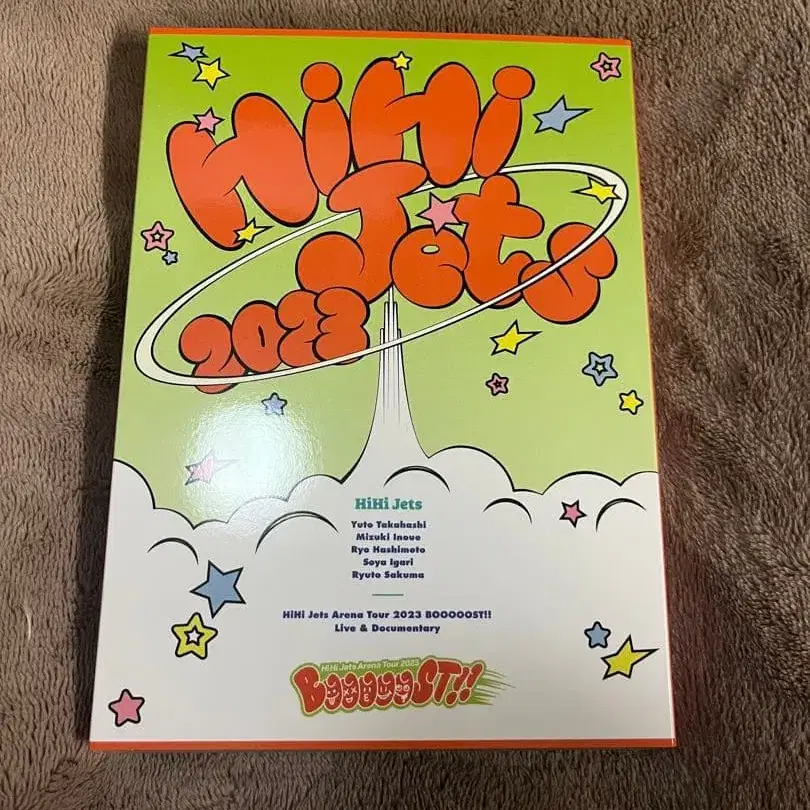 HiHi
Jets
2023
HiHi Jets
Yuto Takahashi
Mizuki Inoue
Ryo Hashimoto
Soya Igari
Ryuto Sakuma
HiHi Jets Arena Tour 2023 BOOOOOST!!
Live & Documentary
HiHi Jets Arena Tour 2023
BOOOOOST!!